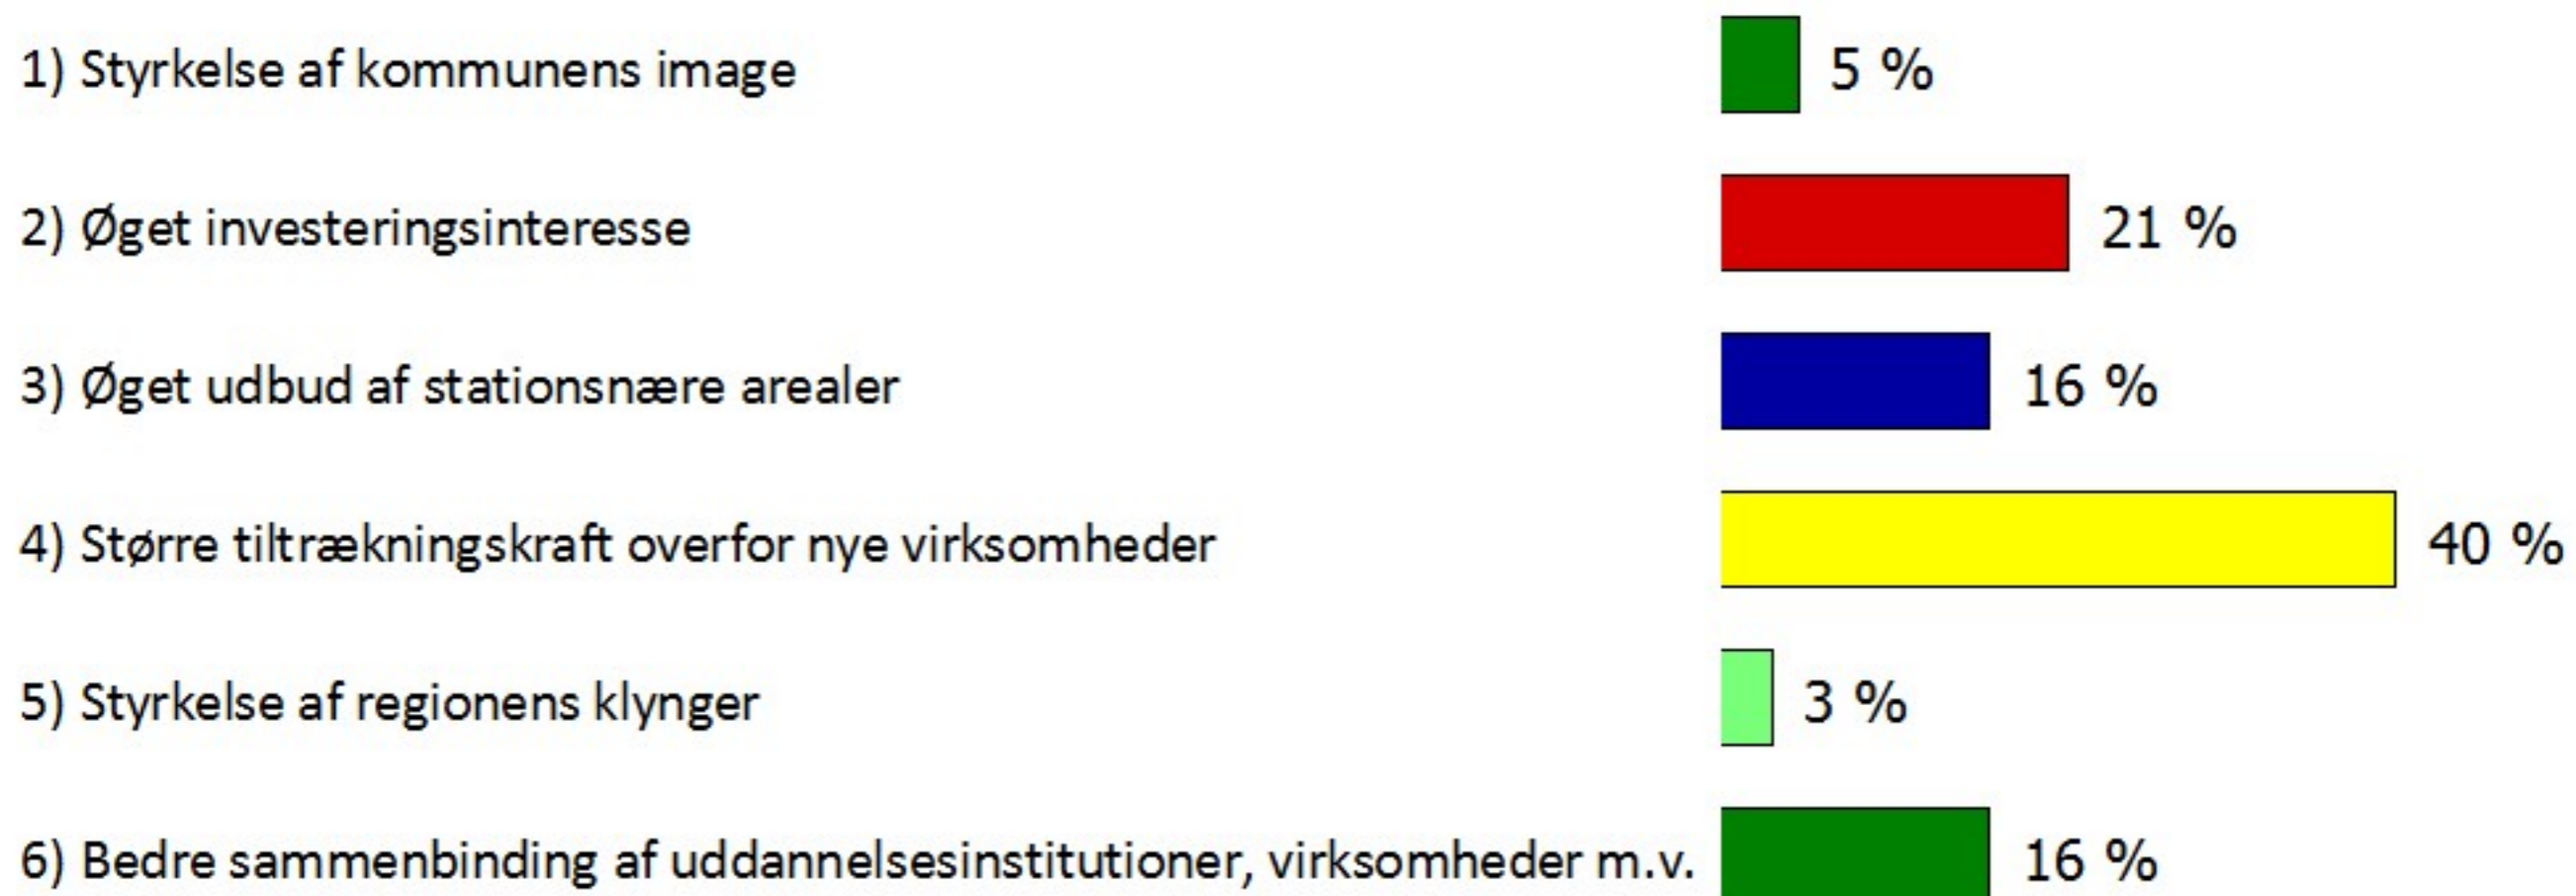 1) Styrkelse af kommunens image 5 %
2) Øget investeringsinteresse 21 %
3) Øget udbud af stationsnære arealer 16 %
4) Større tiltrækningskraft overfor nye virksomheder 40 %
5) Styrkelse af regionens klynger 3 %
6) Bedre sammenbinding af uddannelsesinstitutioner, virksomheder m.v. 16 %